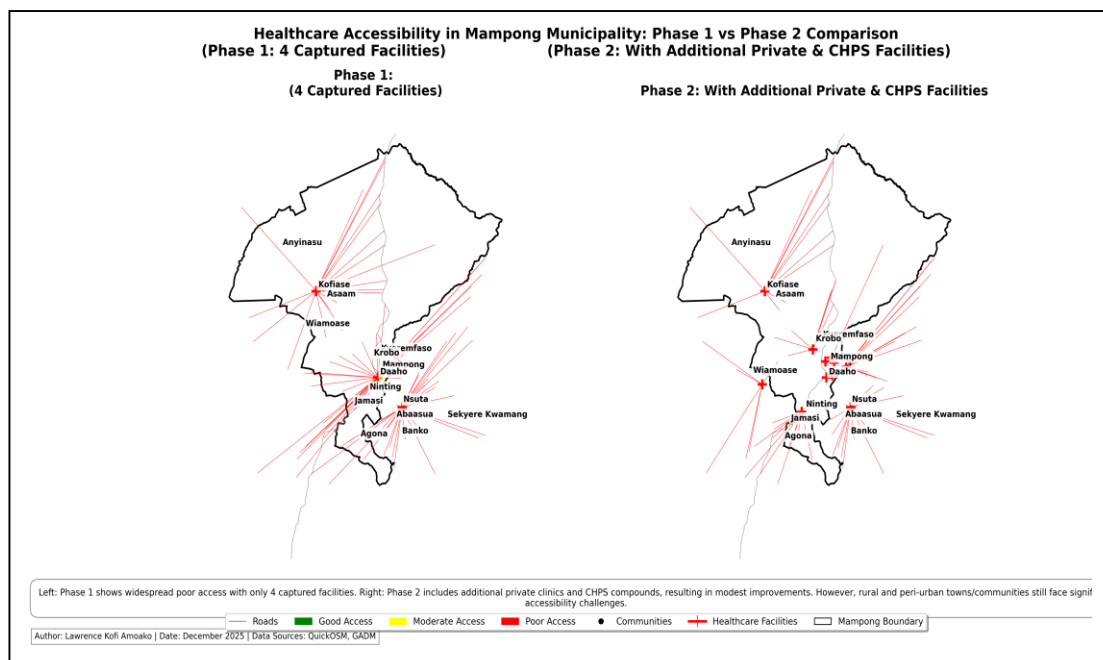 Healthcare Accessibility in Mampong Municipality: Phase 1 vs Phase 2 Comparison
(Phase 1: 4 Captured Facilities) (Phase 2: With Additional Private & CHPS Facilities)
Phase 1:
(4 Captured Facilities)
Phase 2: With Additional Private & CHPS Facilities
Anyinasu
Kofiase
Asaam
Wiamoase
Krobo
Mampong
Daaho
Ninting
Jamasi
Nsuta
Abaasua
Sekyere Kwamang
Agona
Banko
Anyinasu
Kofiase
Asaam
Krobo
Mampong
Wiamoase
Daaho
Ninting
Nsuta
Jamasi
Abaasua
Sekyere Kwamang
Agona
Banko
Left: Phase 1 shows widespread poor access with only 4 captured facilities. Right: Phase 2 includes additional private clinics and CHPS compounds, resulting in modest improvements. However, rural and peri-urban towns/communities still face
accessibility challenges.
Roads Good Access Moderate Access Poor Access Communities Healthcare Facilities Mampong Boundary
Author: Lawrence Kofi Amoako | Date: December 2025 | Data Sources: QuickOSM, GADM